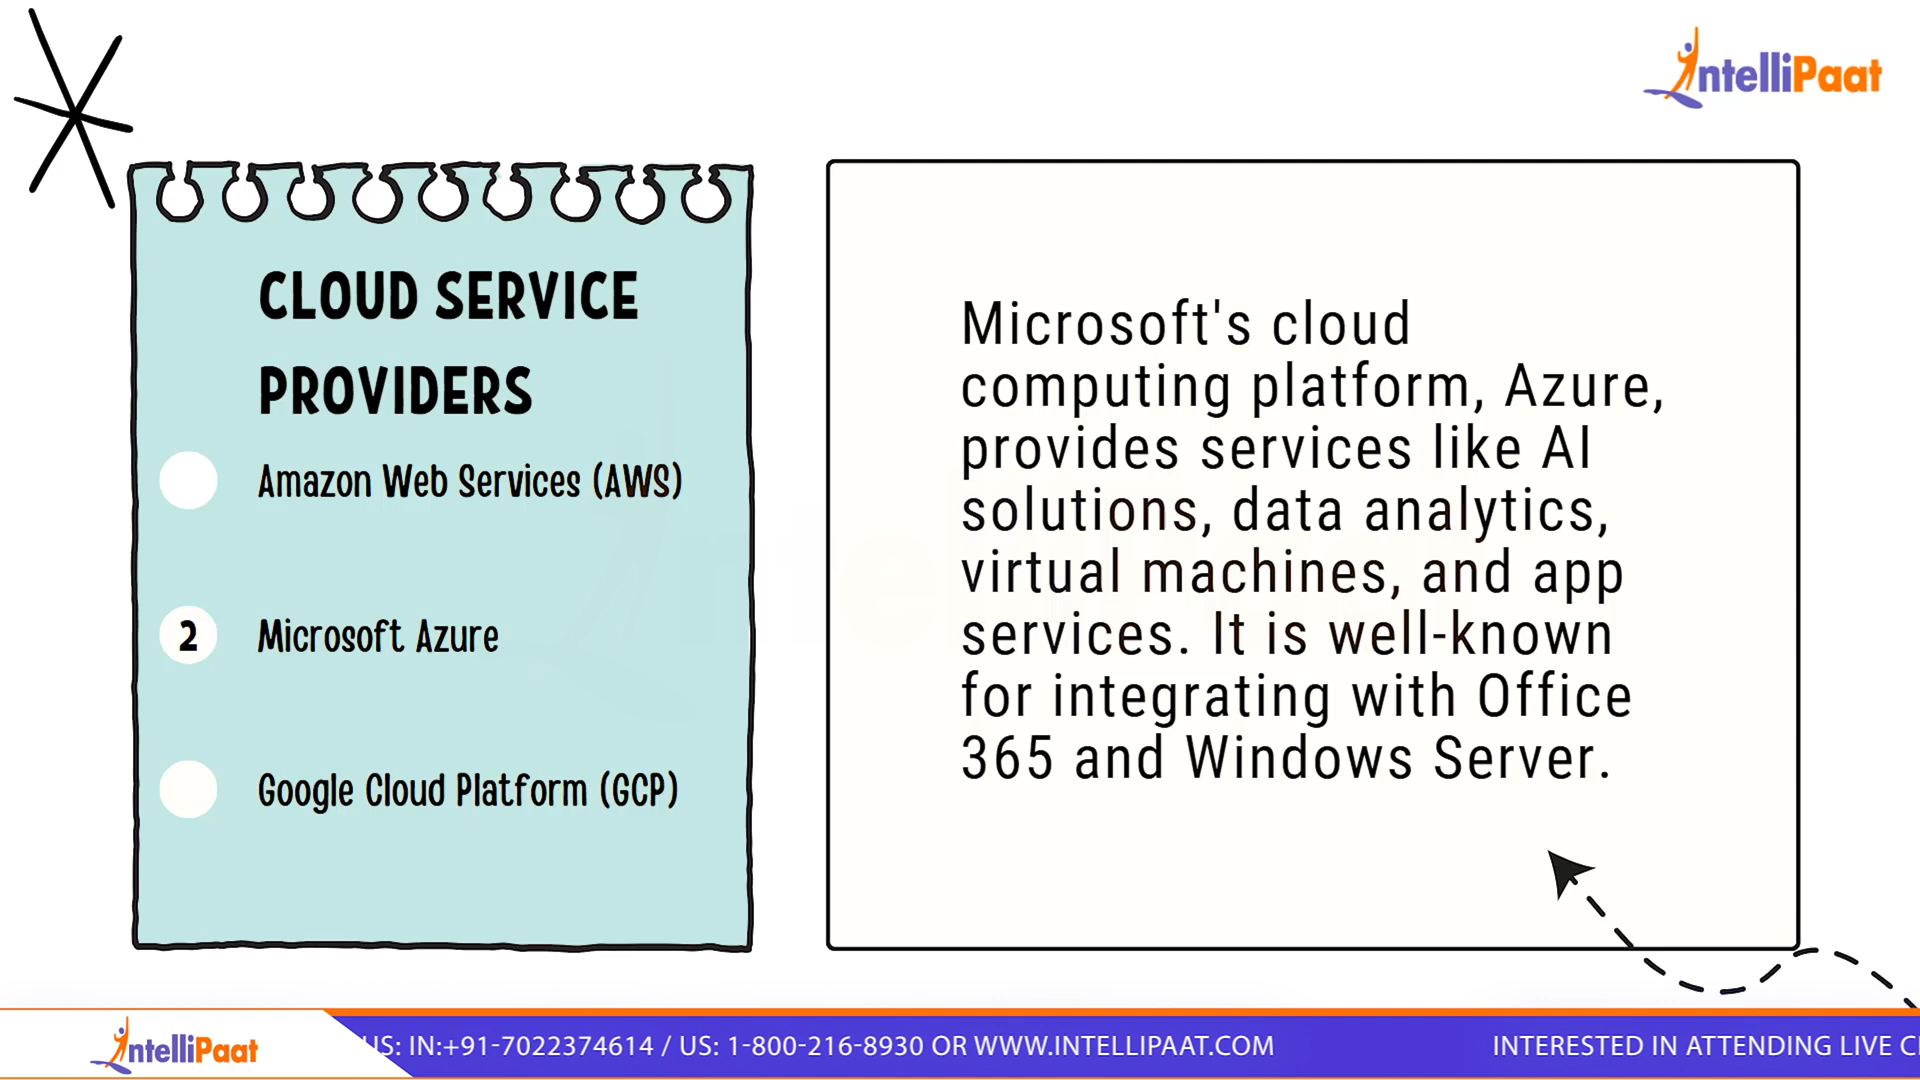 IntelliPaat
CLOUD SERVICE
PROVIDERS
Amazon Web Services (AWS)
2 Microsoft Azure
Google Cloud Platform (GCP)
Microsoft's cloud
computing platform, Azure,
provides services like AI
solutions, data analytics,
virtual machines, and app
services. It is well-known
for integrating with Office
365 and Windows Server.
IntelliPaat
US: IN:+91-7022374614 / US: 1-800-216-8930 OR WWW.INTELLIPAAT.COM
INTERESTED IN ATTENDING LIVE